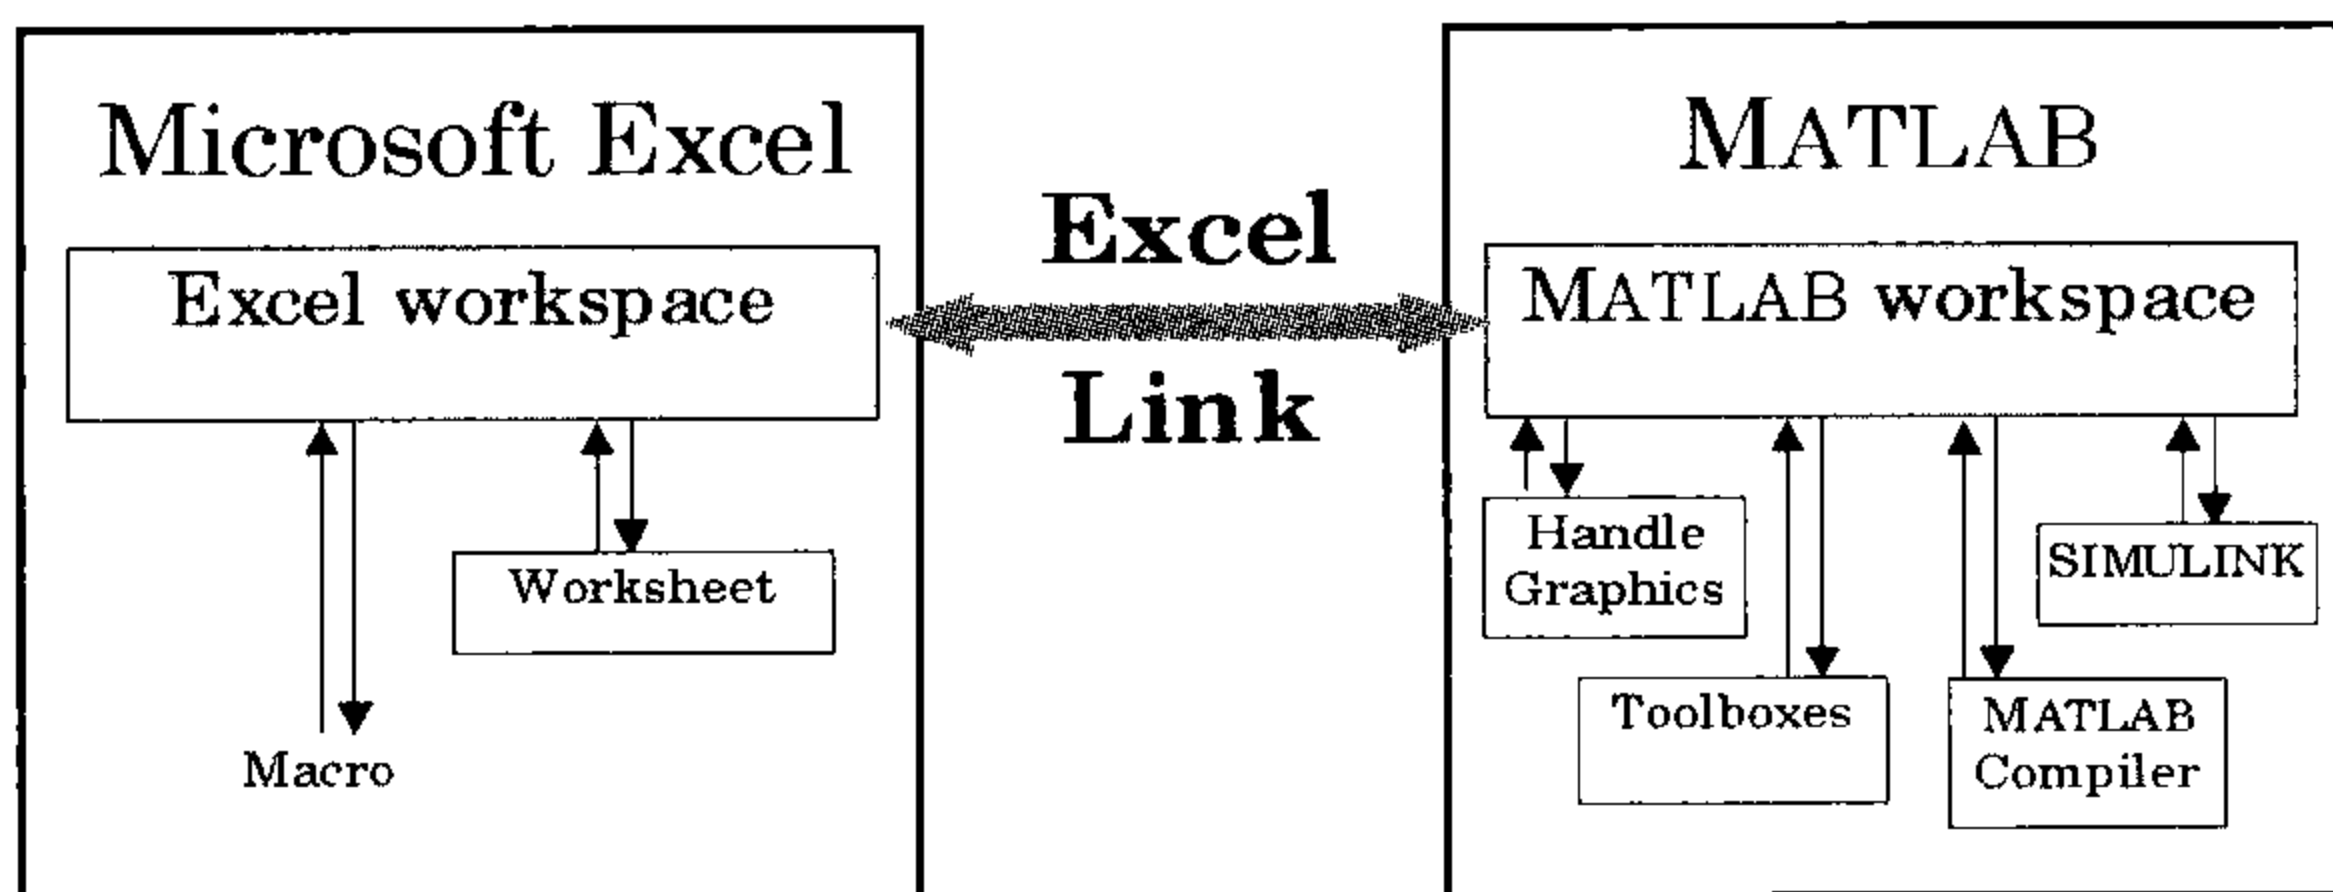 Microsoft Excel
Excel workspace
Worksheet
Macro
Excel
Link
MATLAB
MATLAB workspace
Handle
Graphics
SIMULINK
Toolboxes
MATLAB
Compiler